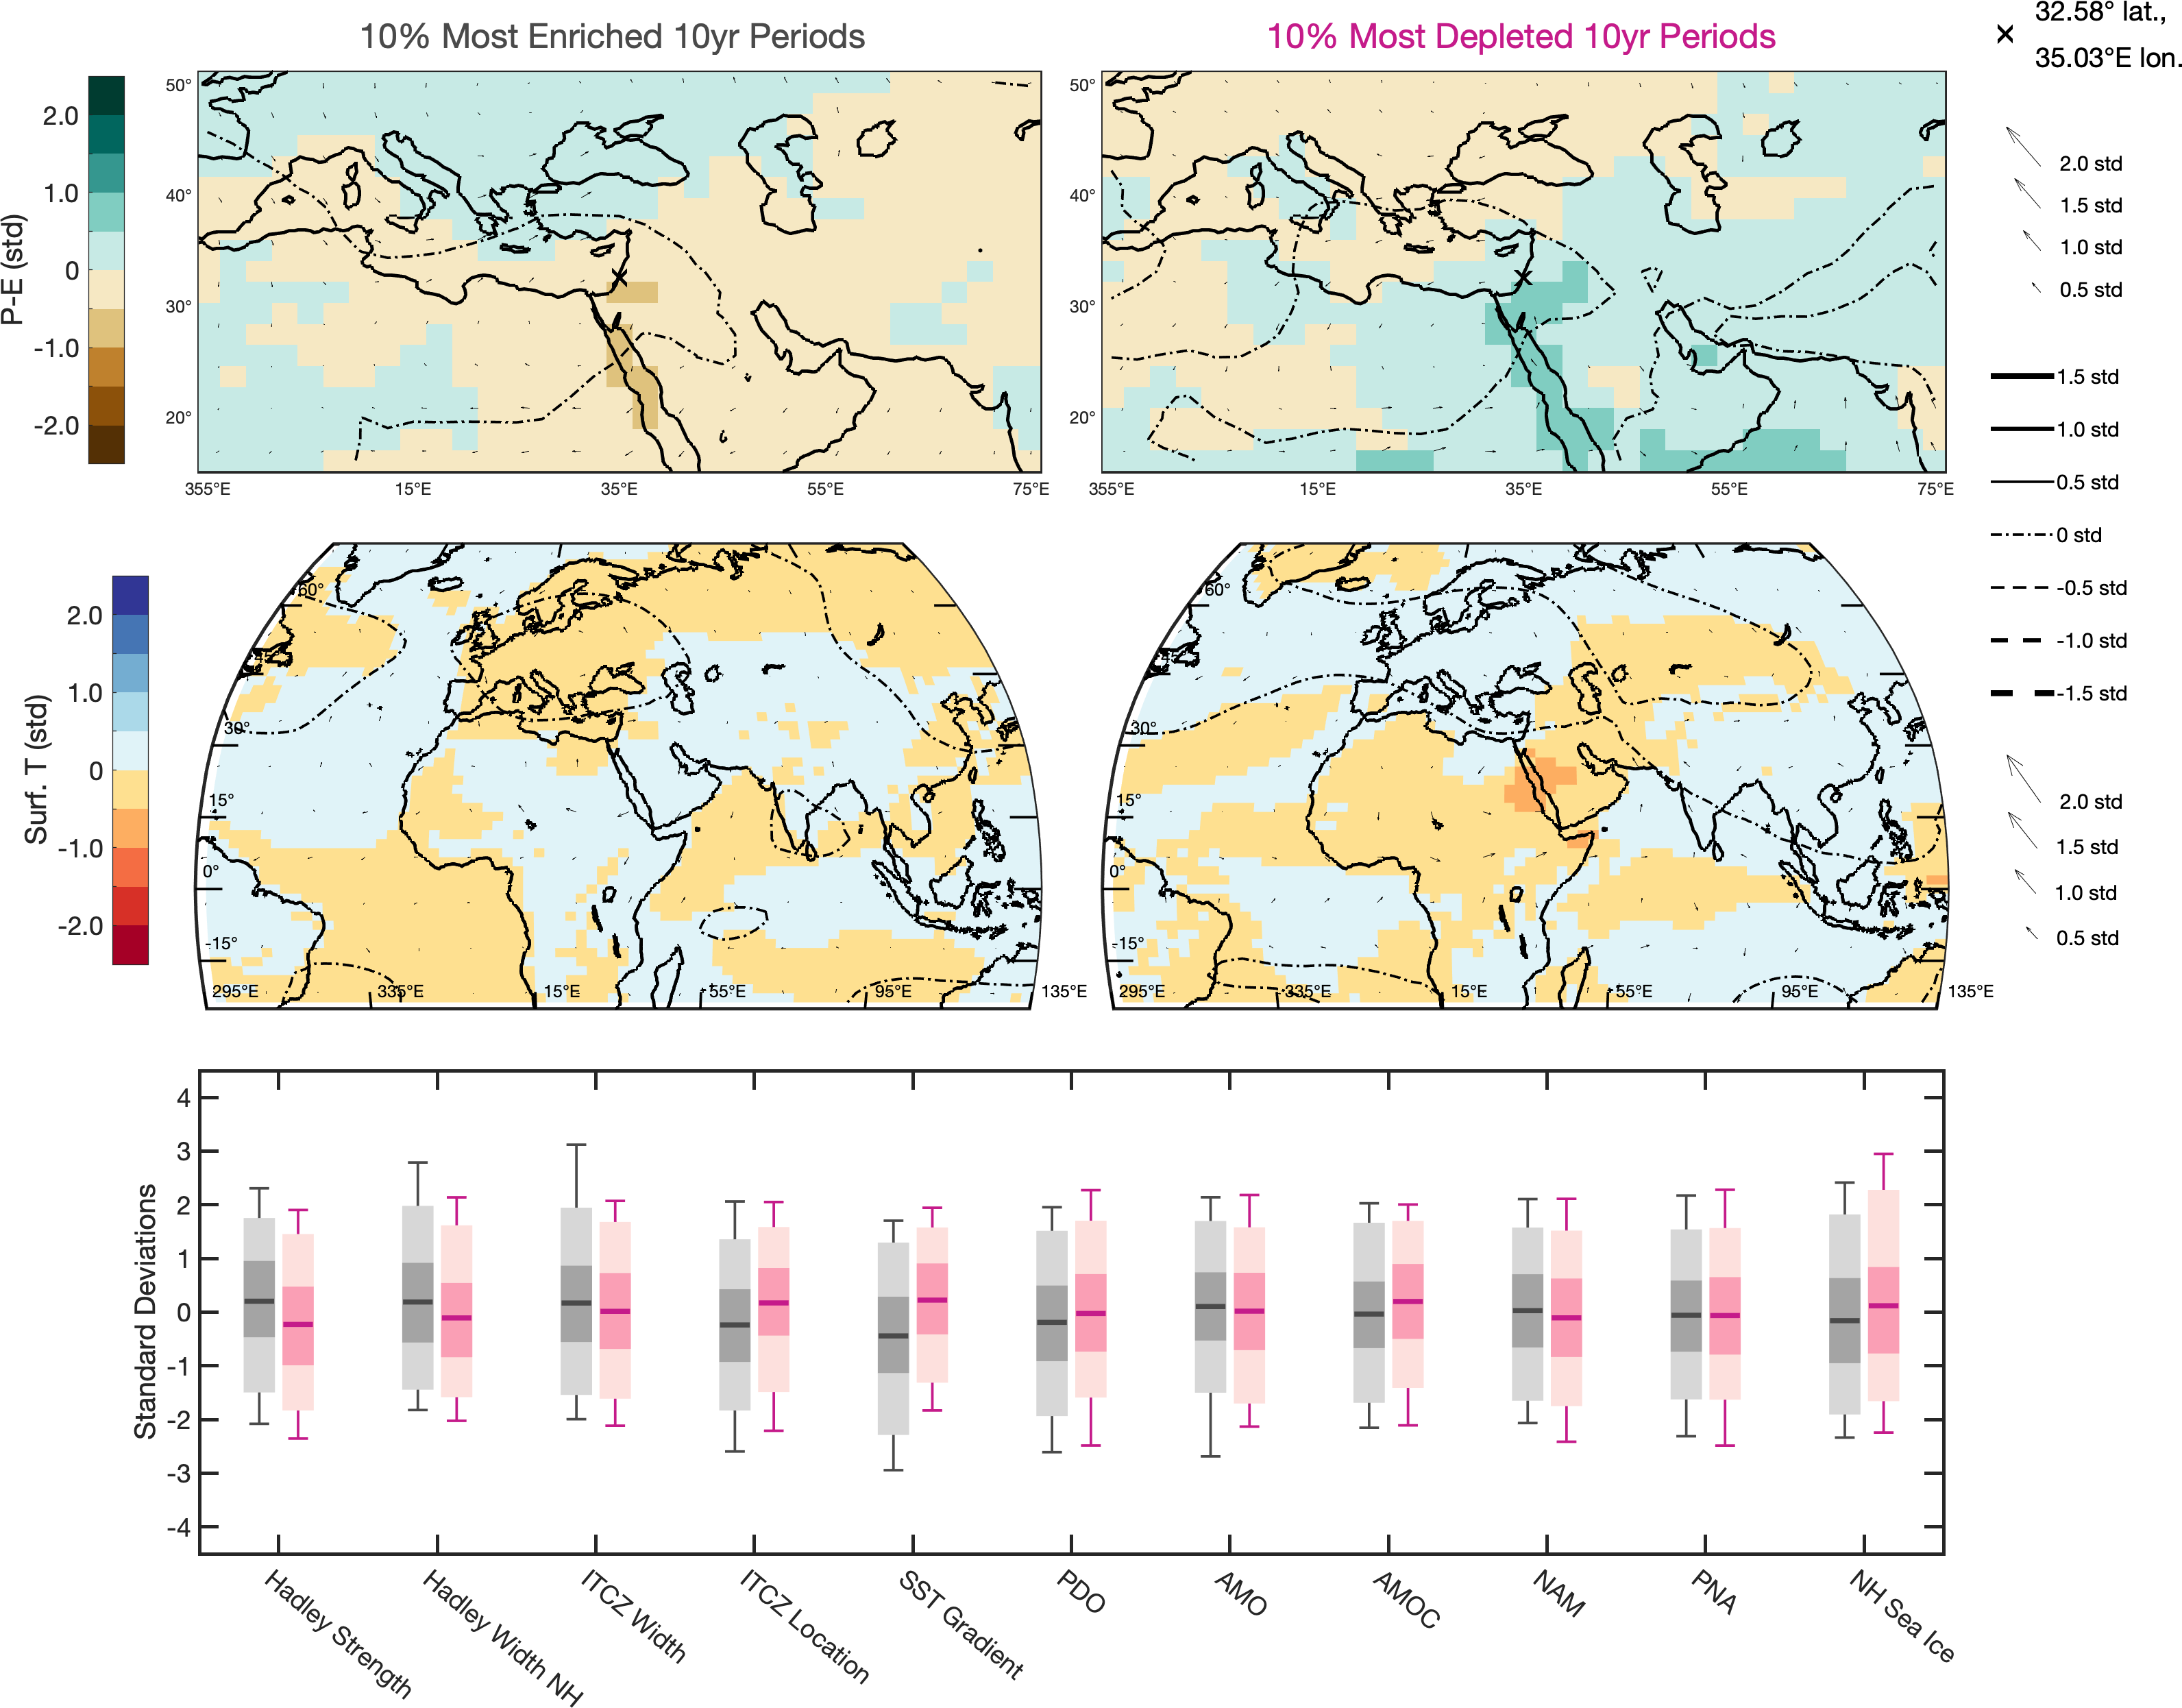 10% Most Enriched 10yr Periods
10% Most Depleted 10yr Periods
32.58° lat.,
35.03°E lon.
P-E (std)
2.0
1.0
0
-1.0
-2.0
50°
40°
30°
20°
355°E
15°E
35°E
55°E
75°E
50°
40°
30°
20°
355°E
15°E
35°E
55°E
75°E
2.0 std
1.5 std
1.0 std
0.5 std
1.5 std
1.0 std
0.5 std
0 std
-0.5 std
-1.0 std
-1.5 std
Surf. T (std)
2.0
1.0
0
-1.0
-2.0
60°
30°
15°
0°
-15°
295°E
335°E
15°E
55°E
95°E
135°E
60°
30°
15°
0°
-15°
295°E
335°E
15°E
55°E
95°E
135°E
2.0 std
1.5 std
1.0 std
0.5 std
Standard Deviations
4
3
2
1
0
-1
-2
-3
-4
Hadley Strength
Hadley Width NH
ITCZ Width
ITCZ Location
SST Gradient
PDO
AMO
AMOC
NAM
PNA
NH Sea Ice